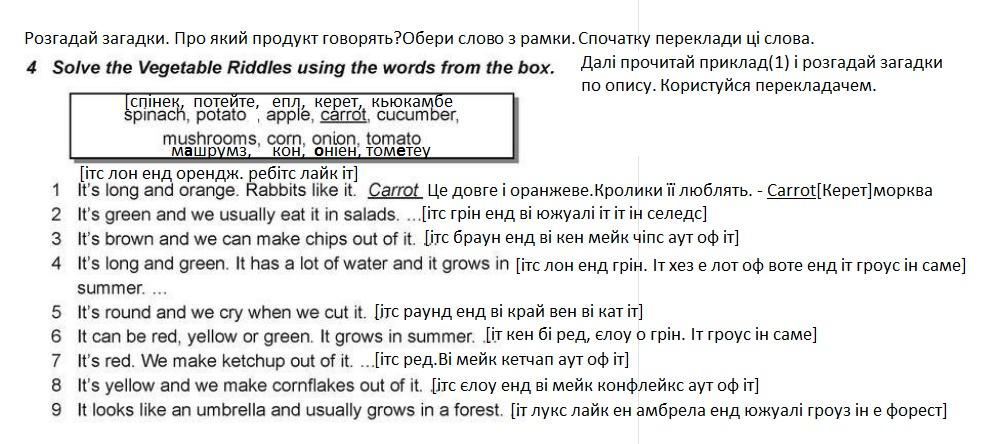 Розгадай загадки. Про який продукт говорять?Обери слово з рамки. Спочатку переклади ці слова.
4 Solve the Vegetable Riddles using the words from the box.
Далі прочитай приклад(1) і розгадай загадки
по опису. Користуйся перекладачем.
[спінек, потейте, епл, керет, кьюкамбе
spinach, potato , apple, carrot, cucumber,
mushrooms, corn, onion, tomato
машрумз, кон, оніен, тометеу
[ітс лон енд орендж. ребітс лайк іт]
1 It's long and orange. Rabbits like it. Carrot Це довге і оранжеве.Кролики її люблять. - Carrot[Керет]морква
2 It's green and we usually eat it in salads. ...[ітс грін енд ві южуалі іт іт ін селедс]
3 It's brown and we can make chips out of it. [ітс браун енд ві кен мейк чіпс аут оф іт]
4 It's long and green. It has a lot of water and it grows in [ітс лон енд грін. Іт хез е лот оф воте енд іт гроус ін саме]
summer. ...
5 It's round and we cry when we cut it. [ітс раунд енд ві край вен ві кат іт]
6 It can be red, yellow or green. It grows in summer. ...[іт кен бі ред, єлоу о грін. Іт гроус ін саме]
7 It's red. We make ketchup out of it. ...[ітс ред.Ві мейк кетчап аут оф іт]
8 It's yellow and we make cornflakes out of it. .[ітс єлоу енд ві мейк конфлейкс аут оф іт]
9 It looks like an umbrella and usually grows in a forest. [іт лукс лайк ен амбрела енд южуалі гроуз ін е форест]